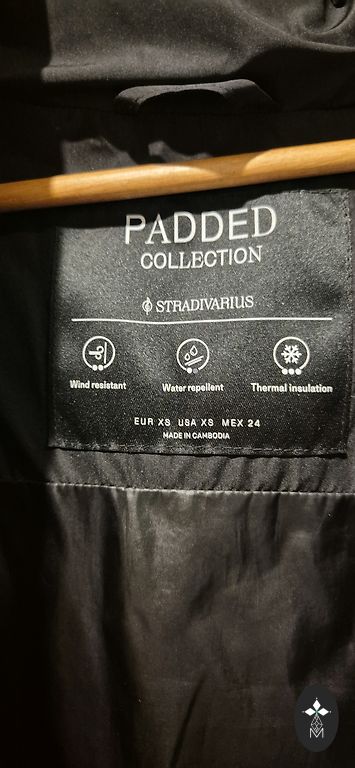 PADDED
COLLECTION
STRADIVARIUS
Wind resistant Water repellent Thermal insulation
EUR XS USA XS MEX 24
MADE IN CAMBODIA
M